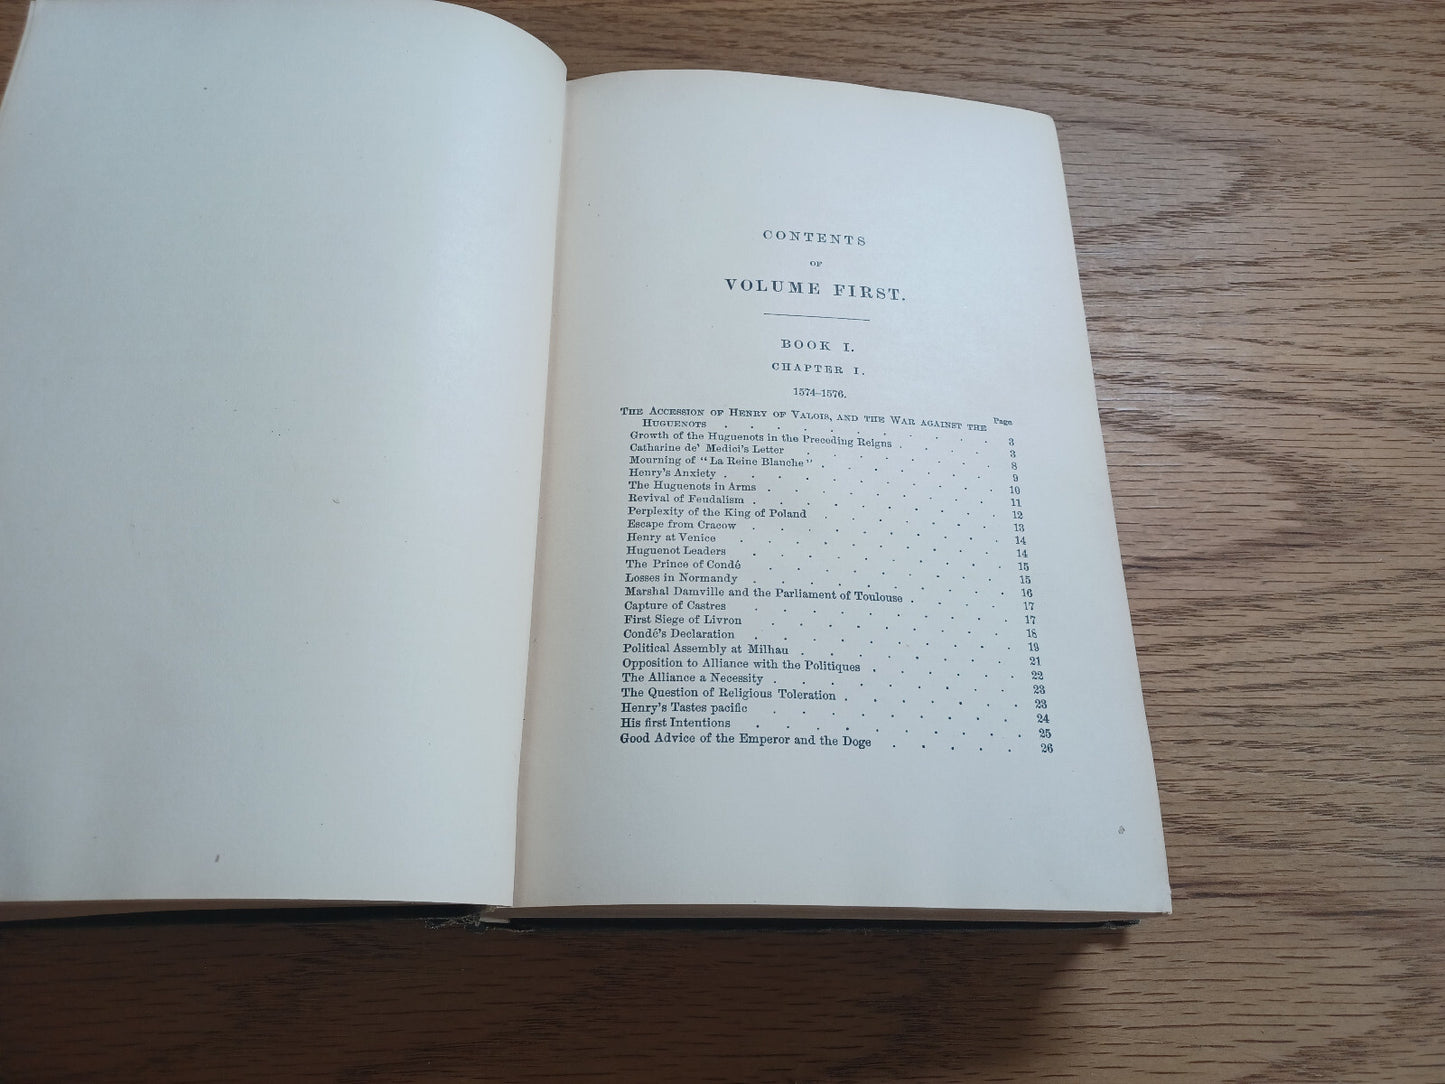 CONTENTS
OF
VOLUME FIRST.
BOOK I.
CHAPTER I.
1574–1576.
Page
THE ACCESSION OF HENRY OF VALOIS, AND THE WAR AGAINST THE
HUGUENOTS . . . . . . . . . . . 3
Growth of the Huguenots in the Preceding Reigns . . . . 3
Catharine de' Medici's Letter . . . . . . . 8
Mourning of "La Reine Blanche" . . . . . . . 9
Henry's Anxiety . . . . . . . . . . 10
The Huguenots in Arms . . . . . . . . . 11
Revival of Feudalism . . . . . . . . . 12
Perplexity of the King of Poland . . . . . . . 13
Escape from Cracow . . . . . . . . . 14
Henry at Venice . . . . . . . . . . 14
Huguenot Leaders . . . . . . . . . 15
The Prince of Condé . . . . . . . . . 15
Losses in Normandy . . . . . . . . . 16
Marshal Damville and the Parliament of Toulouse . . . . 17
Capture of Castres . . . . . . . . . 17
First Siege of Livron . . . . . . . . . 18
Condé's Declaration . . . . . . . . . 19
Political Assembly at Milhau . . . . . . . . 21
Opposition to Alliance with the Politiques . . . . . 22
The Alliance a Necessity . . . . . . . . 23
The Question of Religious Toleration . . . . . . 23
Henry's Tastes pacific . . . . . . . . . 24
His first Intentions . . . . . . . . . 25
Good Advice of the Emperor and the Doge . . . . . 26